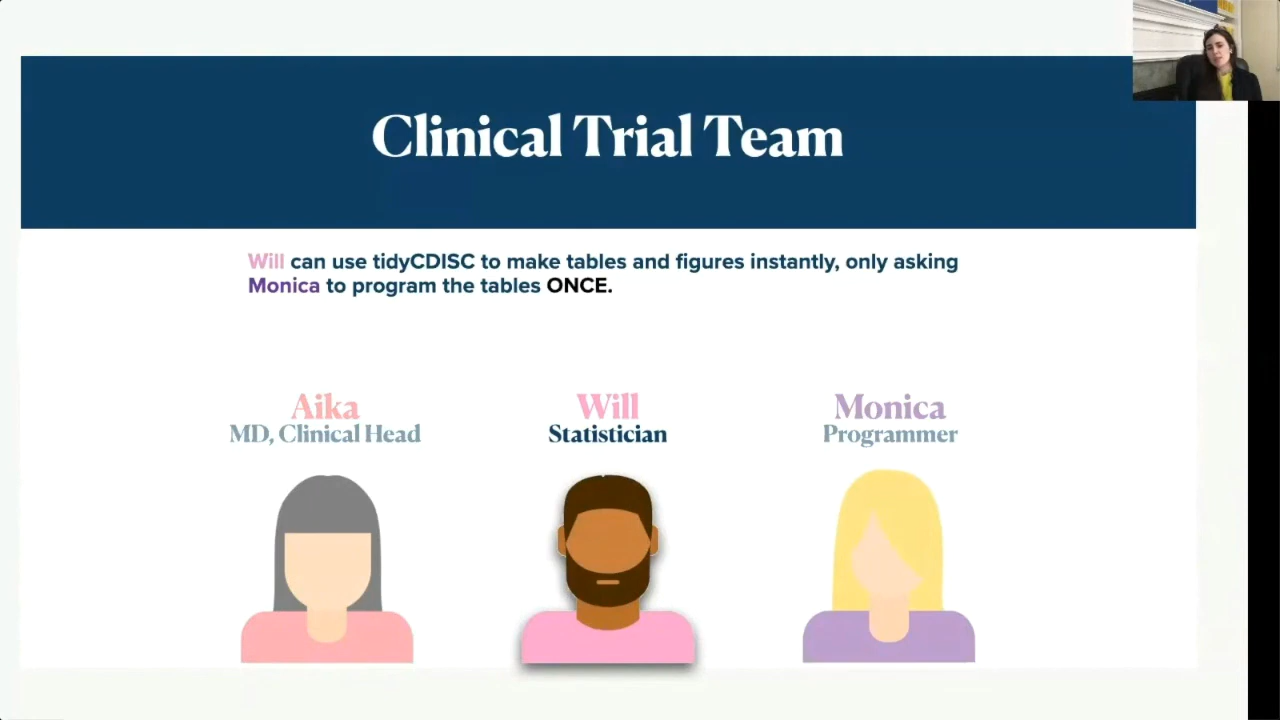 Clinical Trial Team
Will can use tidyCDISC to make tables and figures instantly, only asking
Monica to program the tables ONCE.
Aika
MD, Clinical Head
Will
Statistician
Monica
Programmer